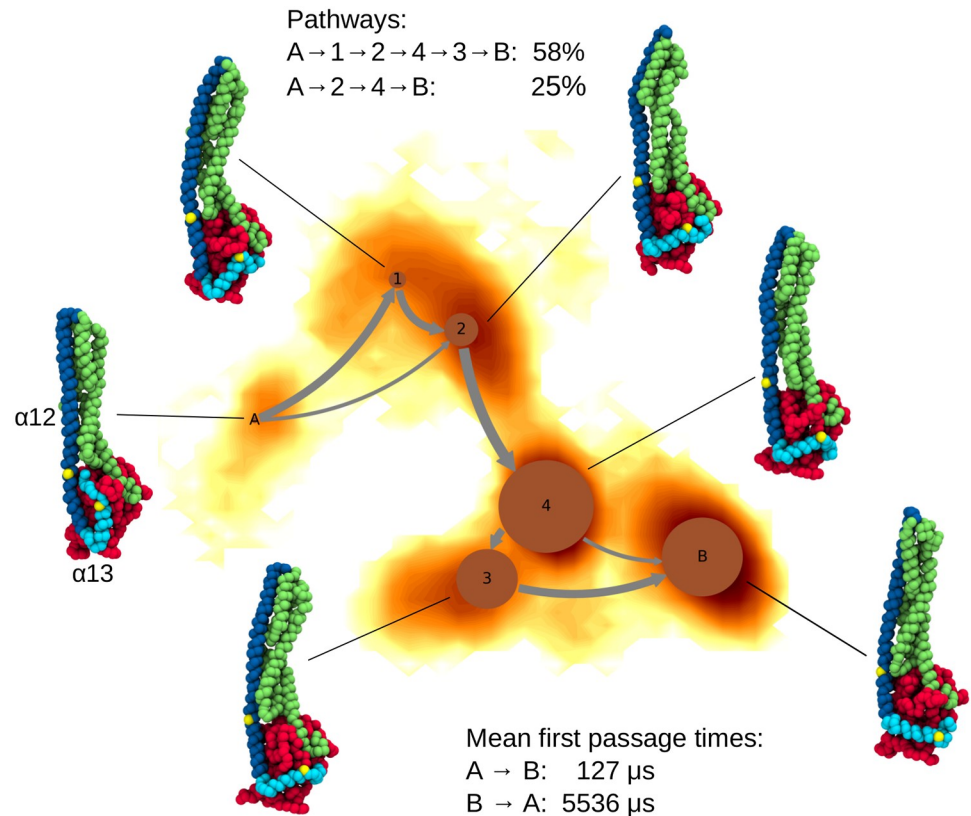 Pathways:
A→1→2→4→3→B: 58%
A→2→4→B: 25%
1
2
A
α12
4
B
3
α13
Mean first passage times:
A → B: 127 μs
B → A: 5536 μs